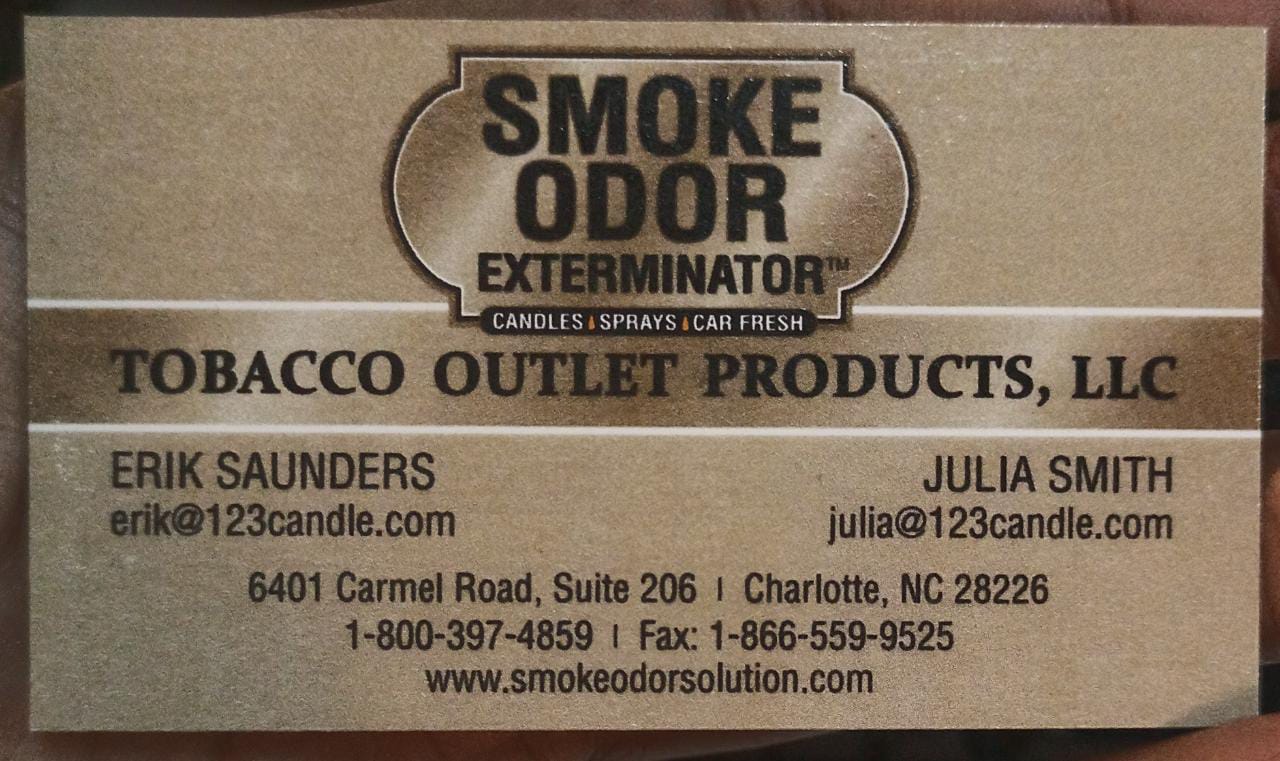 SMOKE
ODOR
EXTERMINATOR™
CANDLES SPRAYS CAR FRESH
TOBACCO OUTLET PRODUCTS, LLC
ERIK SAUNDERS JULIA SMITH
erik@123candle.com julia@123candle.com
6401 Carmel Road, Suite 206 | Charlotte, NC 28226
1-800-397-4859 | Fax: 1-866-559-9525
www.smokeodorsolution.com